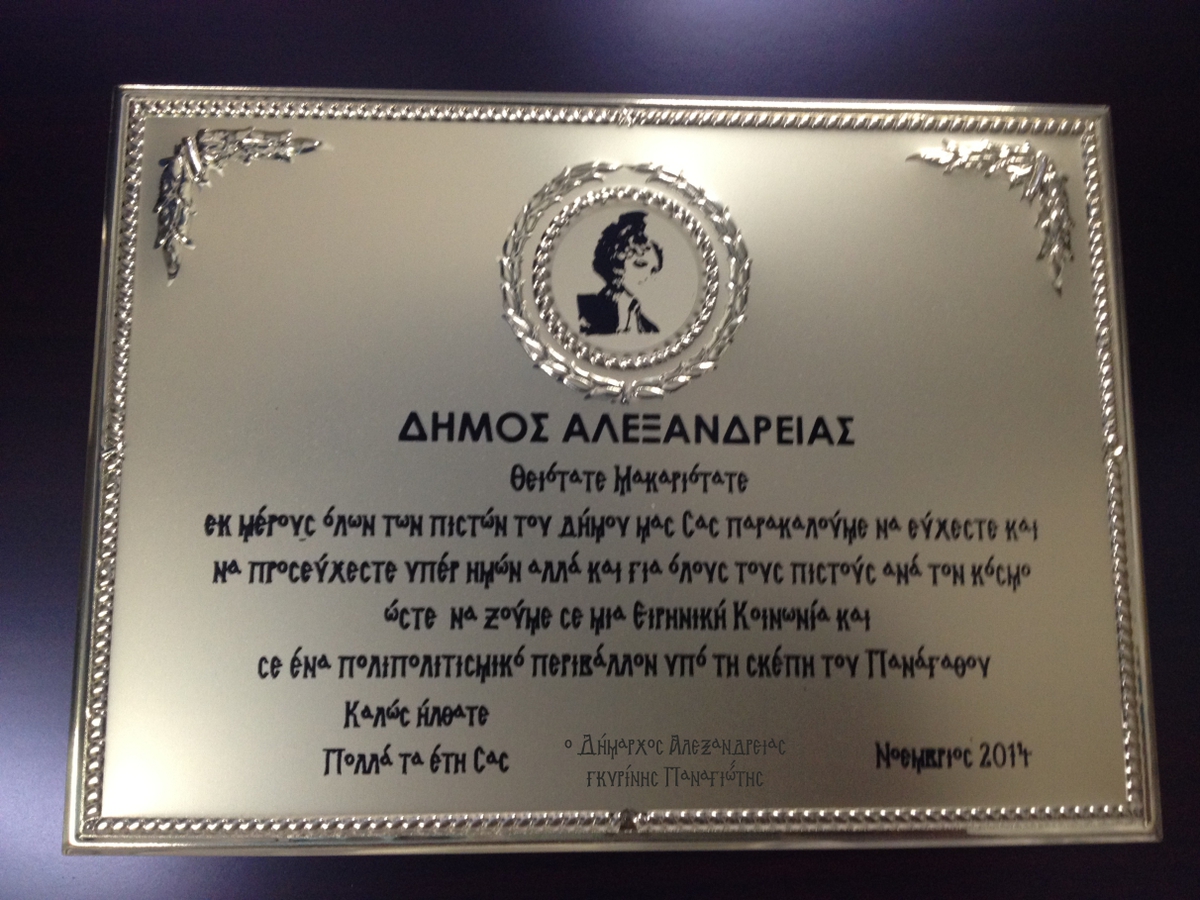 ΔΗΜΟΣ ΑΛΕΞΑΝΔΡΕΙΑΣ
Θειότατε Μακαριότατε
εκ μέρους όλων των πιστών του Δήμου μας Σας παρακαλούμε να εύχεστε και
να προσεύχεστε υπέρ ημών αλλά και για όλους τους πιστούς ανά τον κόσμο
ώστε να ζούμε σε μια Ειρηνική Κοινωνία και
σε ένα πολιπολιτισμικό περιβάλλον υπό τη σκέπη του Πανάγαθου
Καλώς ήλθατε
Πολλά τα έτη Σας
ο Δήμαρχος Αλεξανδρειας
Γκυρίνης Παναγιώτης
Νοεμβριος 2014